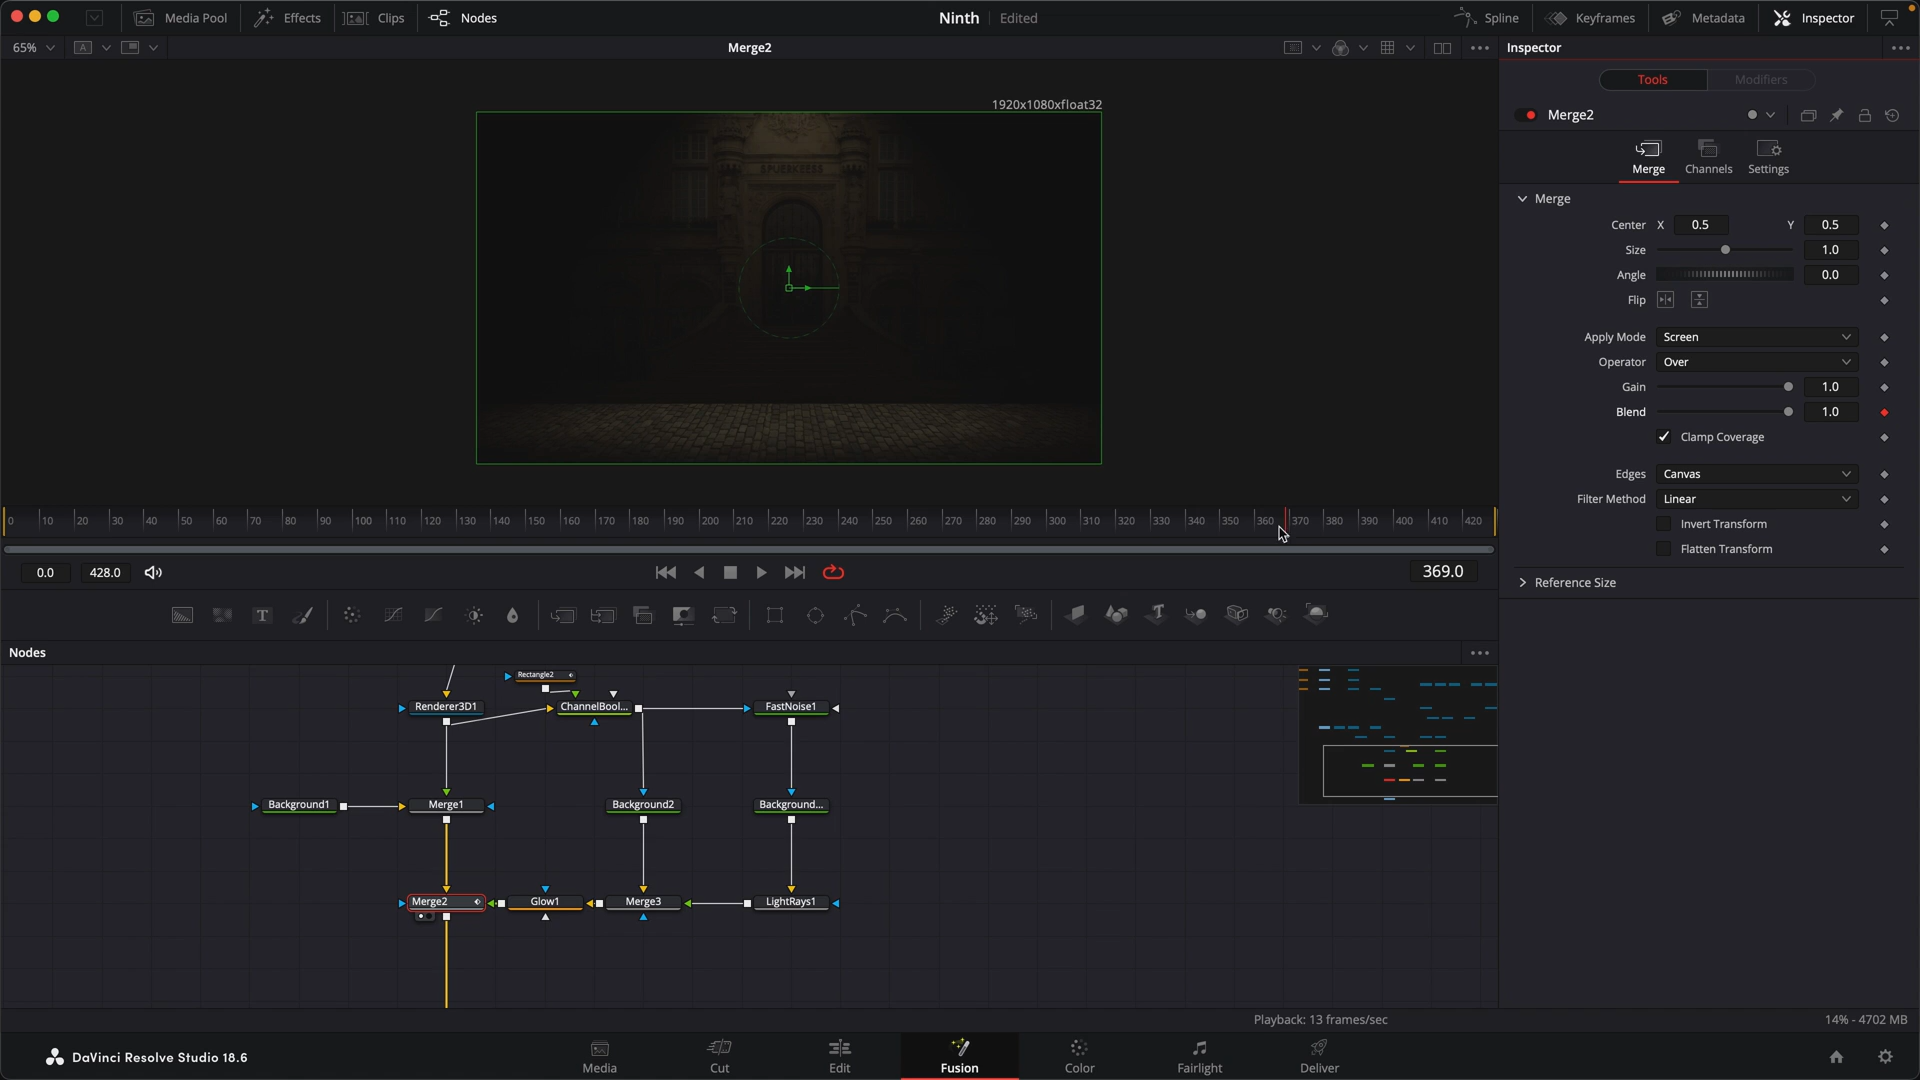 Media Pool
Effects
Clips
Nodes
Ninth
Edited
Spline
Keyframes
Metadata
Inspector
65%
A
Merge2
Inspector
1920x1080xfloat32
SPUERKEESS
Tools
Modifiers
Merge2
Merge
Channels
Settings
Merge
Center X 0.5 Y 0.5
Size 1.0
Angle 0.0
Flip
Apply Mode Screen
Operator Over
Gain 1.0
Blend 1.0
Clamp Coverage
Edges Canvas
Filter Method Linear
Invert Transform
Flatten Transform
Reference Size
0 10 20 30 40 50 60 70 80 90 100 110 120 130 140 150 160 170 180 190 200 210 220 230 240 250 260 270 280 290 300 310 320 330 340 350 360 370 380 390 400 410 420
0.0 428.0 369.0
T
Nodes
Rectangle2
Renderer3D1
ChannelBool...
FastNoise1
Background1
Merge1
Background2
Background...
Merge2
Glow1
Merge3
LightRays1
Playback: 13 frames/sec
14% - 4702 MB
DaVinci Resolve Studio 18.6
Media
Cut
Edit
Fusion
Color
Fairlight
Deliver